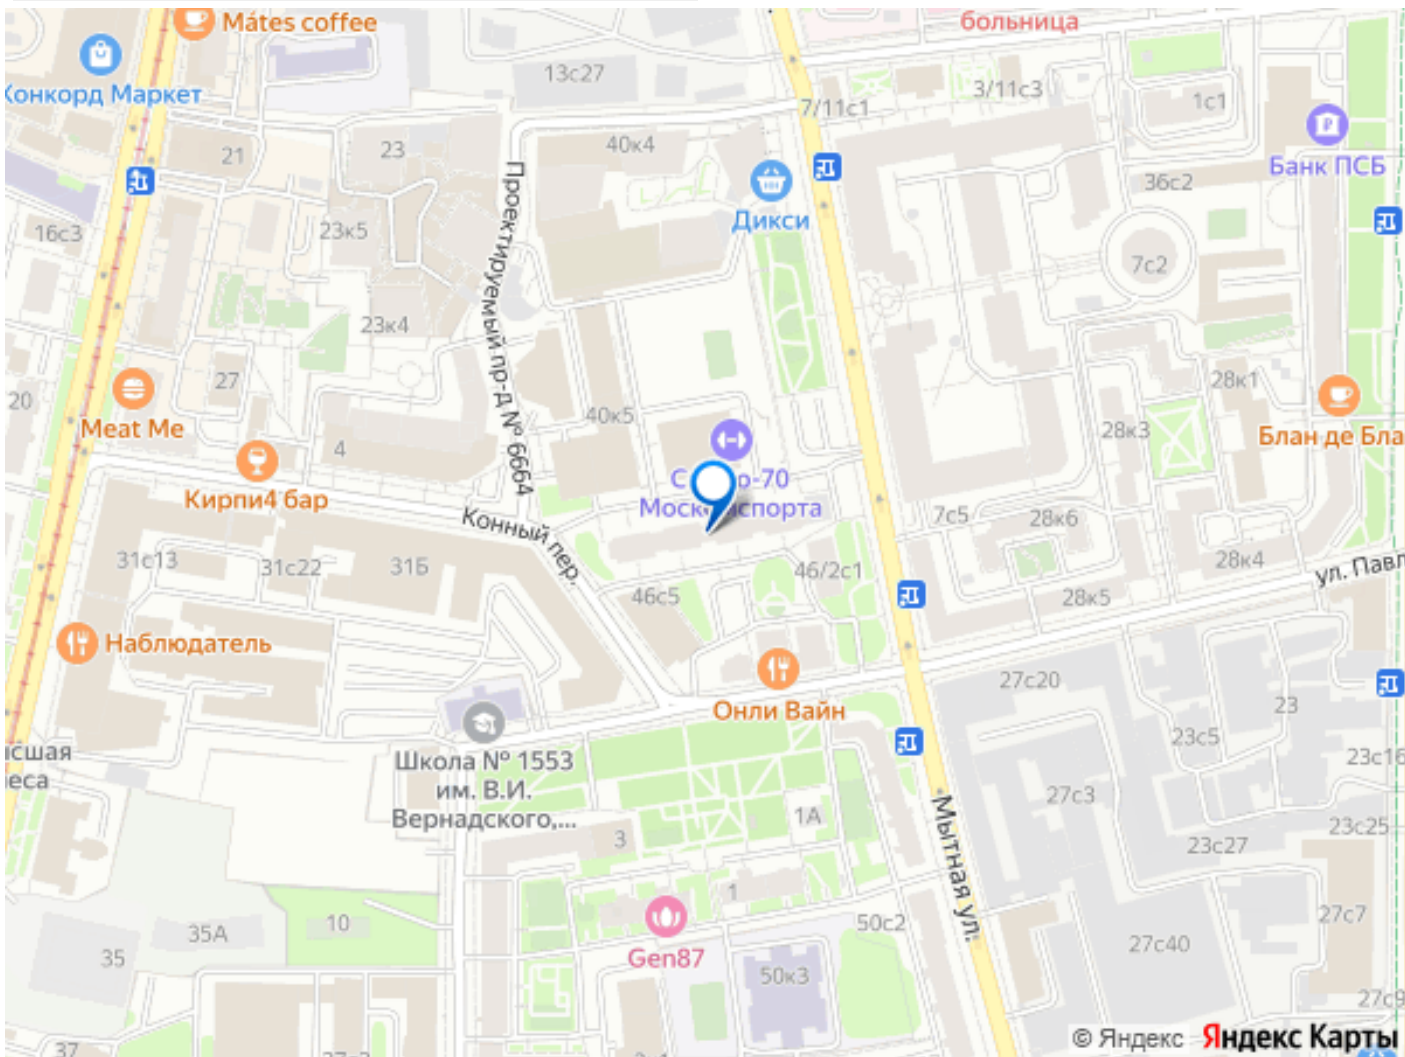 Mátes coffee
больница
13с27
3/11с3
Конкорд Маркет
7/11с1
1с1
21
23
40к4
Банк ПСБ
36с2
Дикси
16с3
23к5
7с2
Проектируемый пр-д № 6664
23к4
27
28к1
20
40к5
Meat Me
4
28к3
Блан де Бла
Кирпи4 бар
Москомспорта
Конный пер.
7с5
28к6
31с13
31с22
31Б
46/2с1
28к4
ул. Павл
46с5
28к5
Наблюдатель
27с20
Онли Вайн
23
23с5
23с16
Школа № 1553
им. В.И.
Вернадского,...
27с3
1А
Мытная ул.
23с25
3
23с27
1
50с2
27с7
10
35А
35
Gen87
27с40
50к3
27с9
37
© Яндекс Яндекс Карты